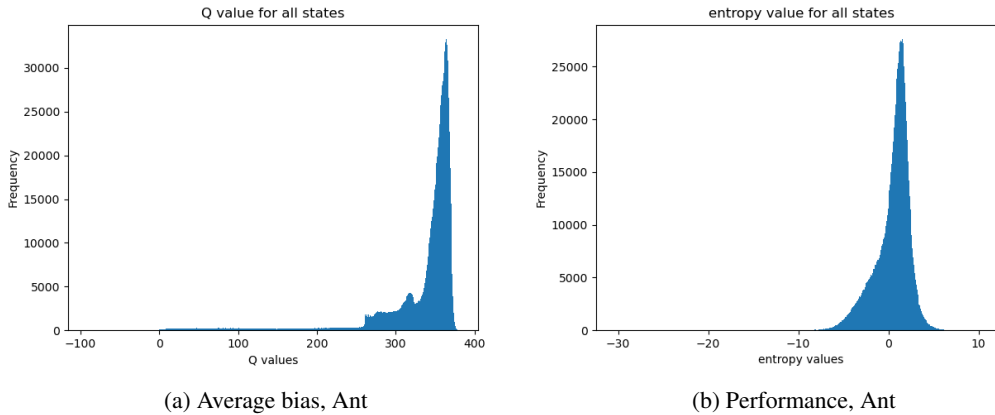 Q value for all states
Frequency
30000
25000
20000
15000
10000
5000
0
−100 0 100 200 300 400
Q values
(a) Average bias, Ant
entropy value for all states
Frequency
25000
20000
15000
10000
5000
0
−30 −20 −10 0 10
entropy values
(b) Performance, Ant